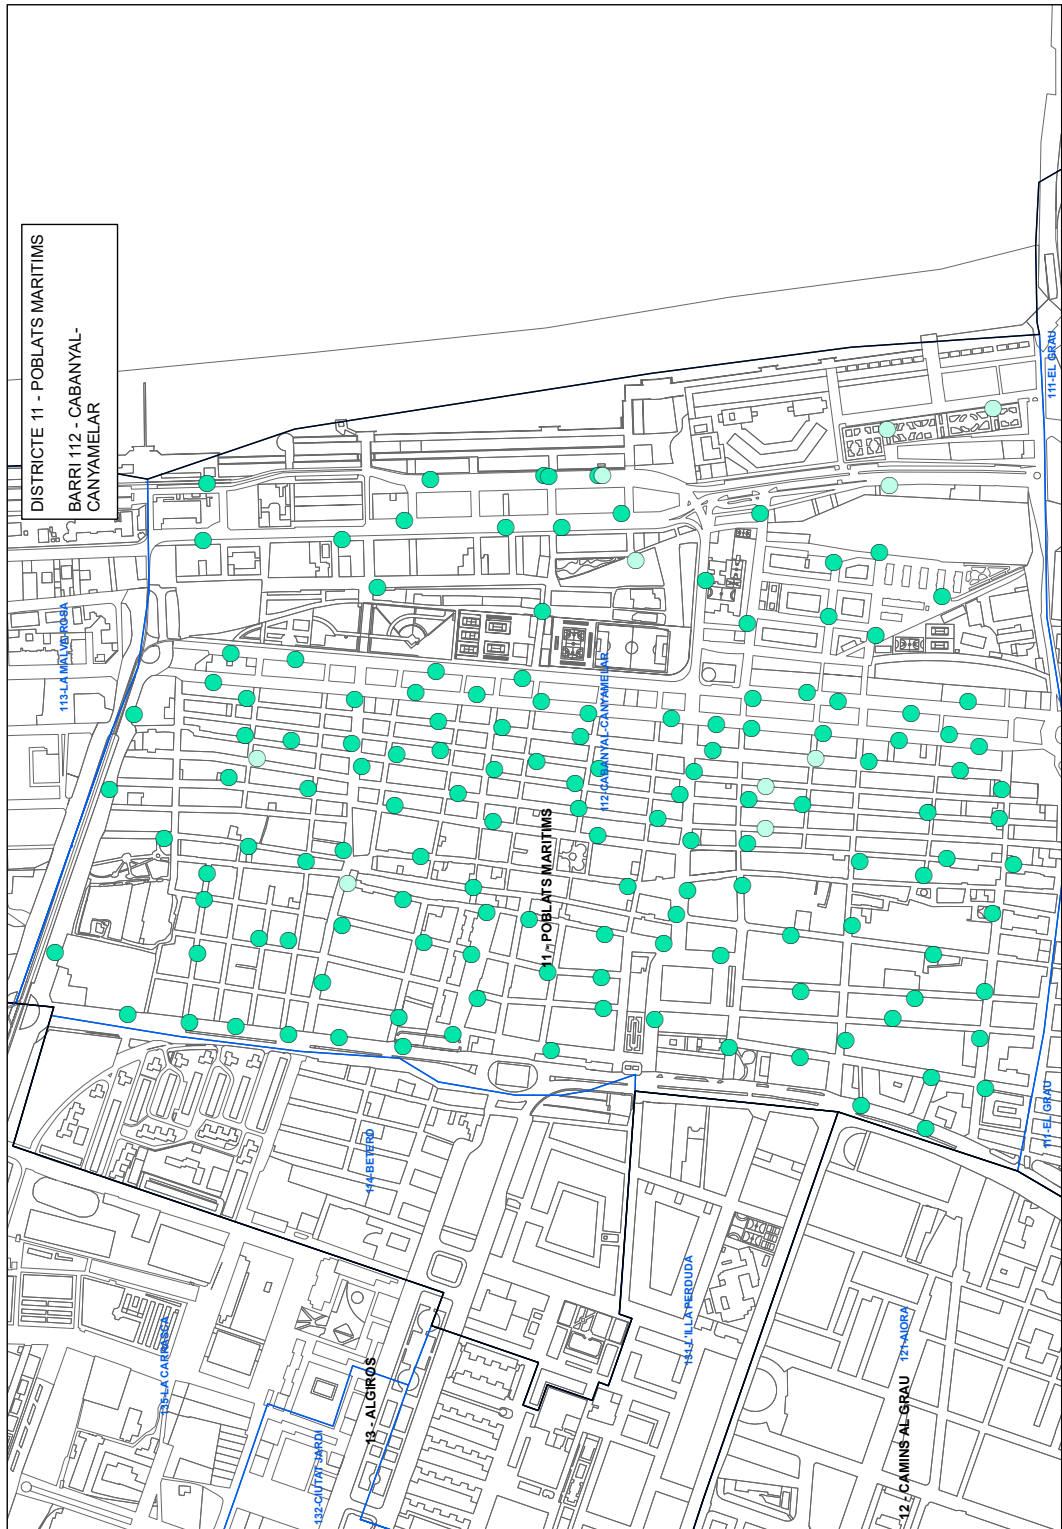 DISTRICTE 11 - POBLATS MARITIMS
BARRI 112 - CABANYAL-
CANYAMELAR
113-LA MALVA-ROSA
111-EL GRAU
112-CABANYAL-CANYAMELAR
11 - POBLATS MARITIMS
114-BETERO
111-EL GRAU
131-L'ILLA PERDUDA
135-LA CARRASCA
13 - ALGIROS
121-AIORA
132-CIUTAT JARDI
12 - CAMINS AL GRAU